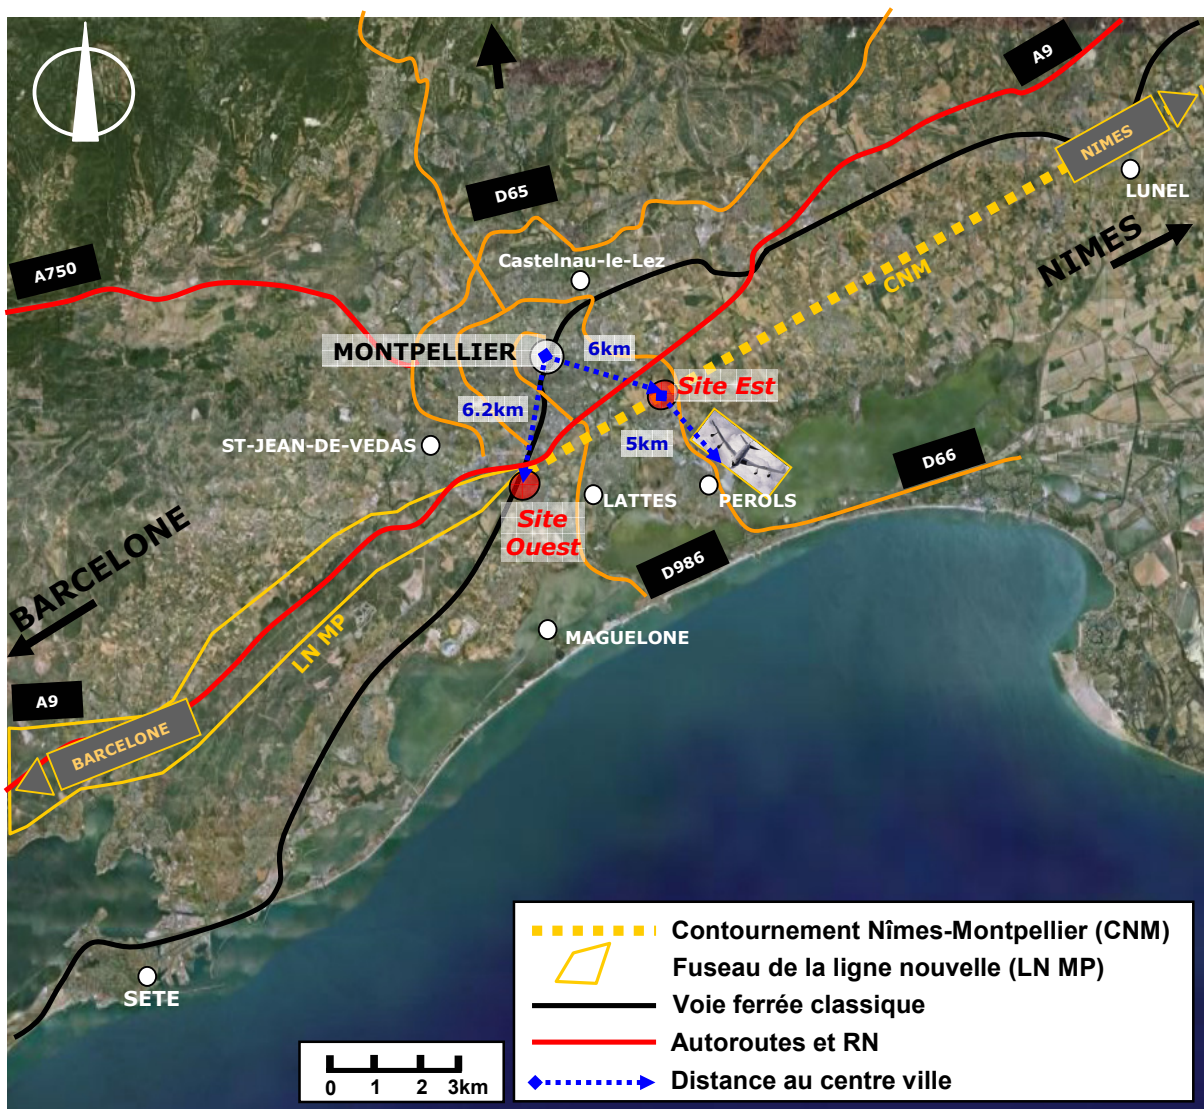 A9
NIMES
LUNEL
D65
NIMES
A750
Castelnau-le-Lez
CNM
MONTPELLIER
6km
Site Est
6.2km
ST-JEAN-DE-VEDAS
5km
D66
LATTES
PEROLS
Site
Ouest
BARCELONE
D986
LN MP
MAGUELONE
A9
BARCELONE
SETE
Contournement Nîmes-Montpellier (CNM)
Fuseau de la ligne nouvelle (LN MP)
Voie ferrée classique
Autoroutes et RN
Distance au centre ville
0 1 2 3km